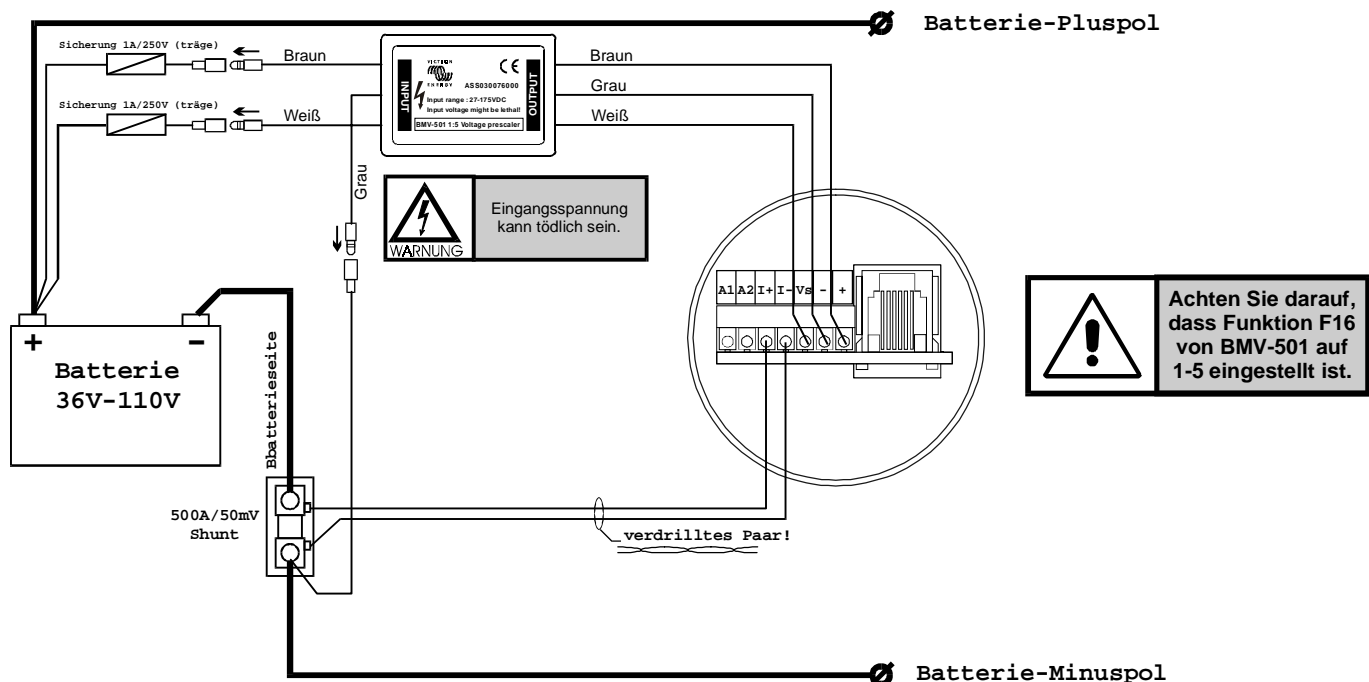 Batterie-Pluspol
Sicherung 1A/250V (träge)
Braun
Sicherung 1A/250V (träge)
Weiß
VICTRON
ENERGY
CE
INPUT
OUTPUT
ASS030076000
Input range : 27-175VDC
Input voltage might be lethal!
BMV-501 1:5 Voltage prescaler
Braun
Grau
Weiß
Grau
WARNUNG
Eingangsspannung
kann tödlich sein.
A1 A2 I+ I- Vs - +
Achten Sie darauf,
dass Funktion F16
von BMV-501 auf
1-5 eingestellt ist.
+ −
Batterie
36V-110V
Bbatterieseite
500A/50mV
Shunt
verdrilltes Paar!
Batterie-Minuspol